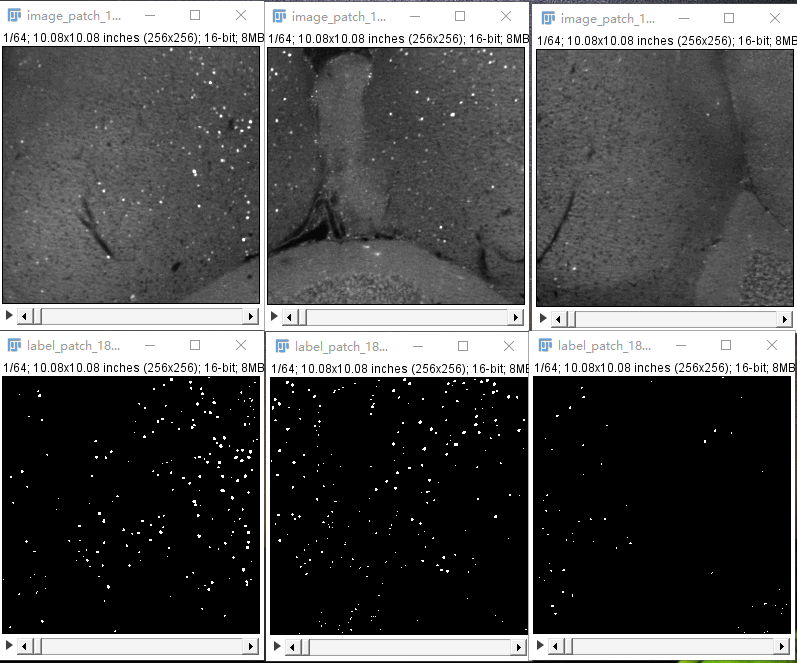 image_patch_1...
image_patch_1...
image_patch_1...
1/64; 10.08x10.08 inches (256x256); 16-bit; 8MB
1/64; 10.08x10.08 inches (256x256); 16-bit; 8MB
1/64; 10.08x10.08 inches (256x256); 16-bit; 8MB
label_patch_18...
label_patch_18...
label_patch_18...
1/64; 10.08x10.08 inches (256x256); 16-bit; 8MB
1/64; 10.08x10.08 inches (256x256); 16-bit; 8MB
1/64; 10.08x10.08 inches (256x256); 16-bit; 8MB